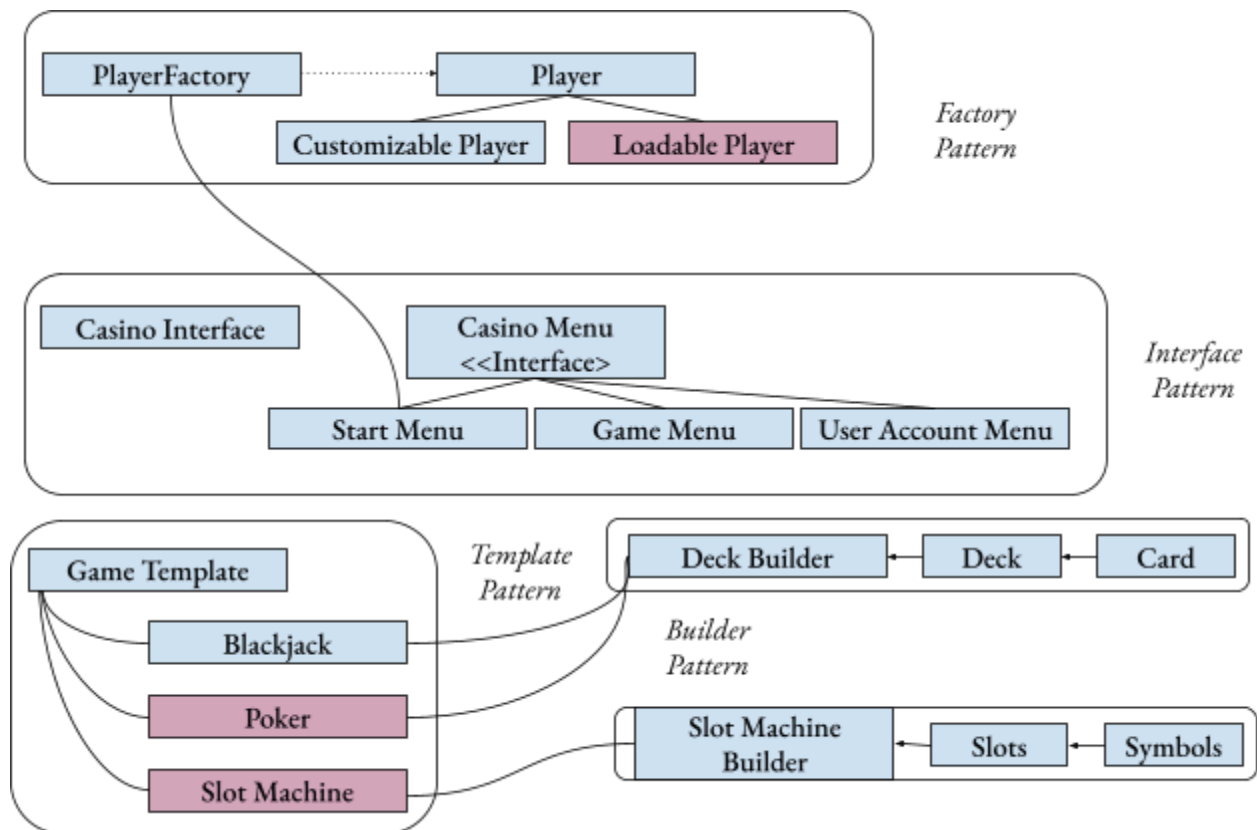 PlayerFactory
Player
Customizable Player
Loadable Player
Factory
Pattern
Casino Interface
Casino Menu
<<Interface>
Start Menu
Game Menu
User Account Menu
Interface
Pattern
Game Template
Blackjack
Poker
Slot Machine
Template
Pattern
Deck Builder
Deck
Card
Builder
Pattern
Slot Machine
Builder
Slots
Symbols